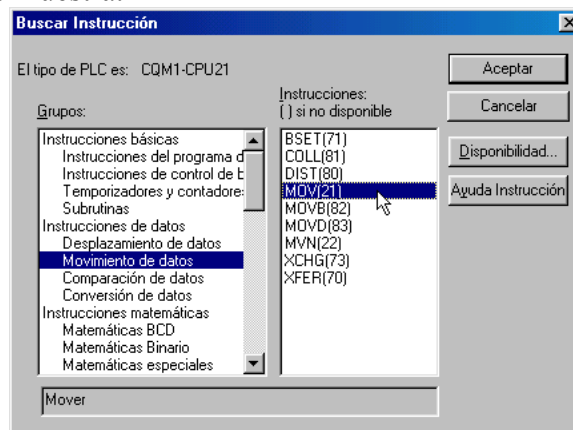 Buscar Instrucción
El tipo de PLC es: CQM1-CPU21
Grupos:
Instrucciones básicas
Instrucciones del programa d
Instrucciones de control de b
Temporizadores y contadore
Subrutinas
Instrucciones de datos
Desplazamiento de datos
Movimiento de datos
Comparación de datos
Conversión de datos
Instrucciones matemáticas
Matemáticas BCD
Matemáticas Binario
Matemáticas especiales
Instrucciones:
( ) si no disponible
BSET(71)
COLL(81)
DIST(80)
MOV(21)
MOVB(82)
MOVD(83)
MVN(22)
XCHG(73)
XFER(70)
Aceptar
Cancelar
Disponibilidad...
Ayuda Instrucción
Mover